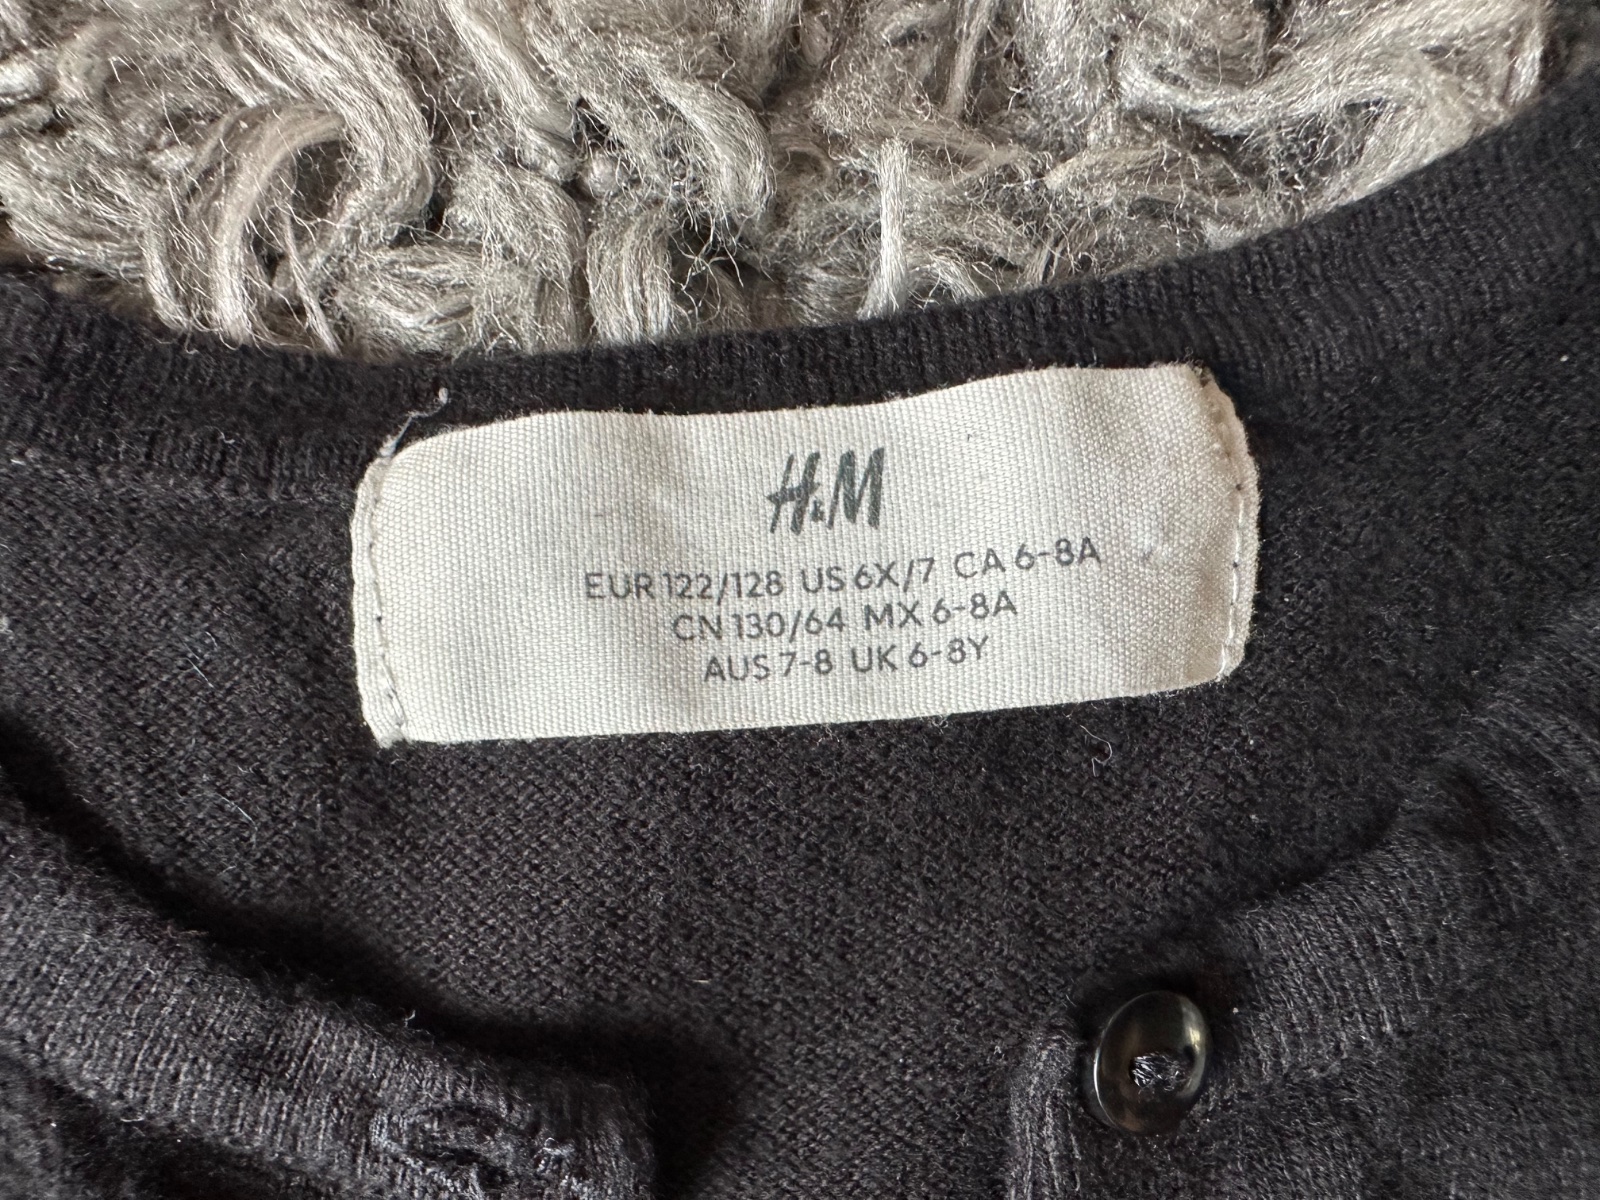 H&M
EUR 122/128 US 6X/7 CA 6-8A
CN 130/64 MX 6-8A
AUS 7-8 UK 6-8Y